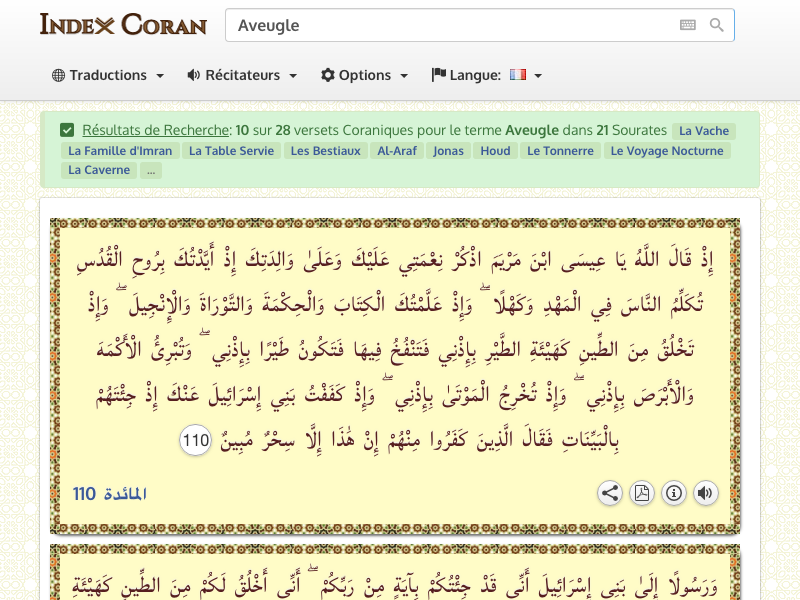 INDEX CORAN
Aveugle
Traductions
Récitateurs
Options
Langue:
Résultats de Recherche: 10 sur 28 versets Coraniques pour le terme Aveugle dans 21 Sourates La Vache
La Famille d'Imran La Table Servie Les Bestiaux Al-Araf Jonas Houd Le Tonnerre Le Voyage Nocturne
La Caverne ...
إِذْ قَالَ اللَّهُ يَا عِيسَى ابْنَ مَرْيَمَ اذْكُرْ نِعْمَتِي عَلَيْكَ وَعَلَىٰ وَالِدَتِكَ إِذْ أَيَّدْتُكَ بِرُوحِ الْقُدُسِ
تُكَلِّمُ النَّاسَ فِي الْمَهْدِ وَكَهْلًا ۖ وَإِذْ عَلَّمْتُكَ الْكِتَابَ وَالْحِكْمَةَ وَالتَّوْرَاةَ وَالْإِنْجِيلَ ۖ وَإِذْ
تَخْلُقُ مِنَ الطِّينِ كَهَيْئَةِ الطَّيْرِ بِإِذْنِي فَتَنْفُخُ فِيهَا فَتَكُونُ طَيْرًا بِإِذْنِي ۖ وَتُبْرِئُ الْأَكْمَهَ
وَالْأَبْرَصَ بِإِذْنِي ۖ وَإِذْ تُخْرِجُ الْمَوْتَىٰ بِإِذْنِي ۖ وَإِذْ كَفَفْتُ بَنِي إِسْرَائِيلَ عَنْكَ إِذْ جِئْتَهُمْ
بِالْبَيِّنَاتِ فَقَالَ الَّذِينَ كَفَرُوا مِنْهُمْ إِنْ هَٰذَا إِلَّا سِحْرٌ مُبِينٌ 110
المائدة 110
وَرَسُولًا إِلَىٰ بَنِي إِسْرَائِيلَ أَنِّي قَدْ جِئْتُكُمْ بِآيَةٍ مِنْ رَبِّكُمْ ۖ أَنِّي أَخْلُقُ لَكُمْ مِنَ الطِّينِ كَهَيْئَةِ